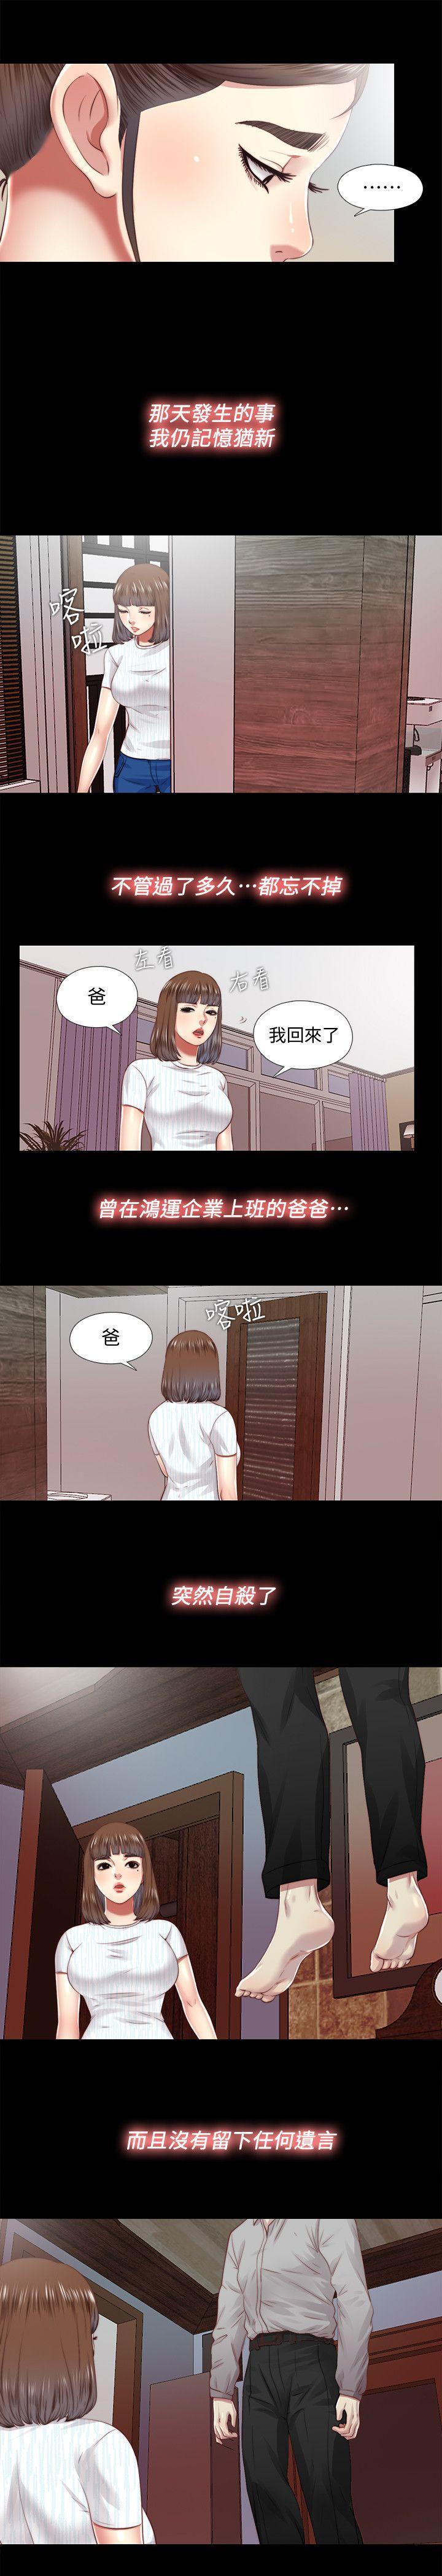 ……
那天發生的事
我仍記憶猶新
喀啦
不管過了多久…都忘不掉
左看
右看
爸
我回來了
曾在鴻運企業上班的爸爸…
喀啦
爸
突然自殺了
而且沒有留下任何遺言